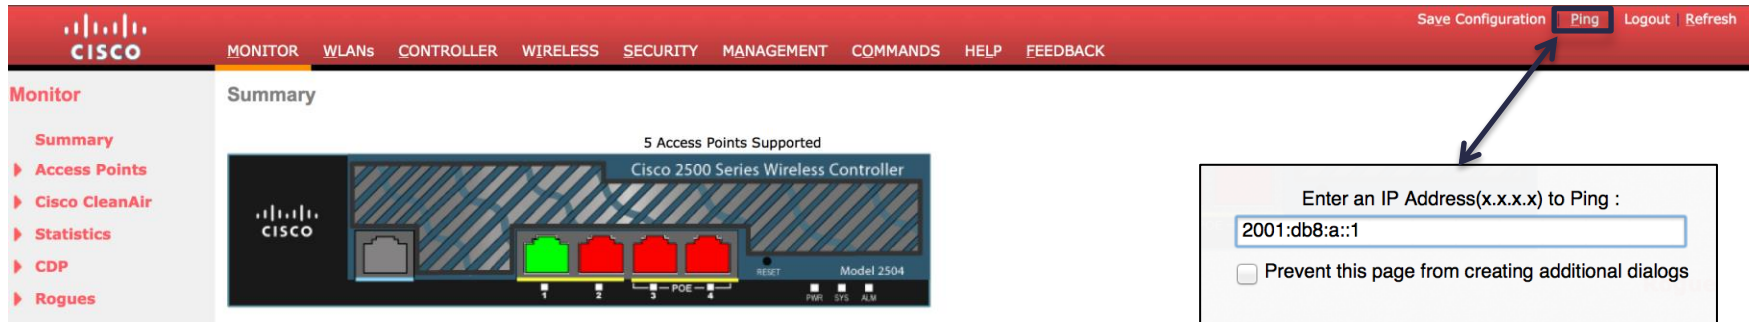 Save Configuration | Ping Logout | Refresh
CISCO
MONITOR WLANs CONTROLLER WIRELESS SECURITY MANAGEMENT COMMANDS HELP FEEDBACK
Monitor
Summary
Access Points
Cisco CleanAir
Statistics
CDP
Rogues
Summary
5 Access Points Supported
Cisco 2500 Series Wireless Controller
CISCO
RESET
Model 2504
1 2 3 POE 4
PWR SYS ALM
Enter an IP Address(x.x.x.x) to Ping :
2001:db8:a::1
Prevent this page from creating additional dialogs